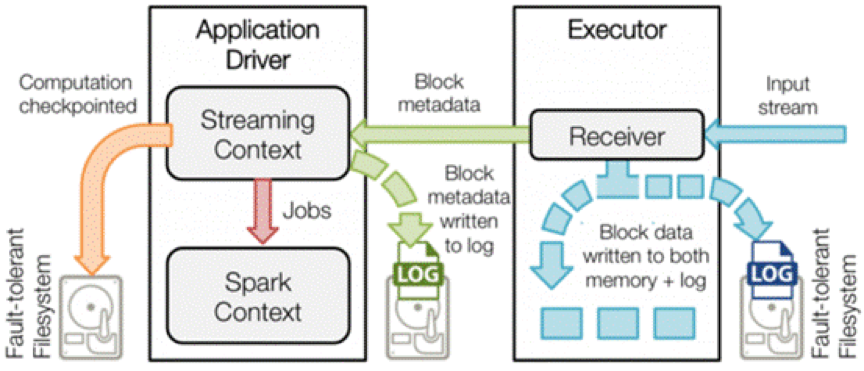 Application
Driver
Executor
Computation
checkpointed
Block
metadata
Input
stream
Streaming
Context
Receiver
Block
metadata
written
to log
Jobs
Block data
written to both
memory + log
Spark
Context
LOG
LOG
Fault-tolerant
Filesystem
Fault-tolerant
Filesystem